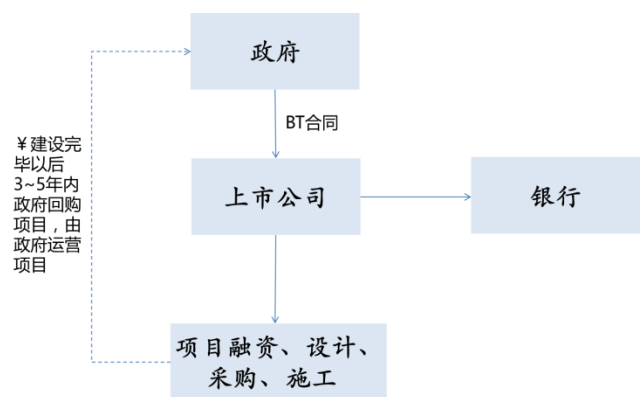 政府
BT合同
¥建设完
毕以后
3~5年内
政府回购
项目，由
政府运营
项目
上市公司
银行
项目融资、设计、
采购、施工